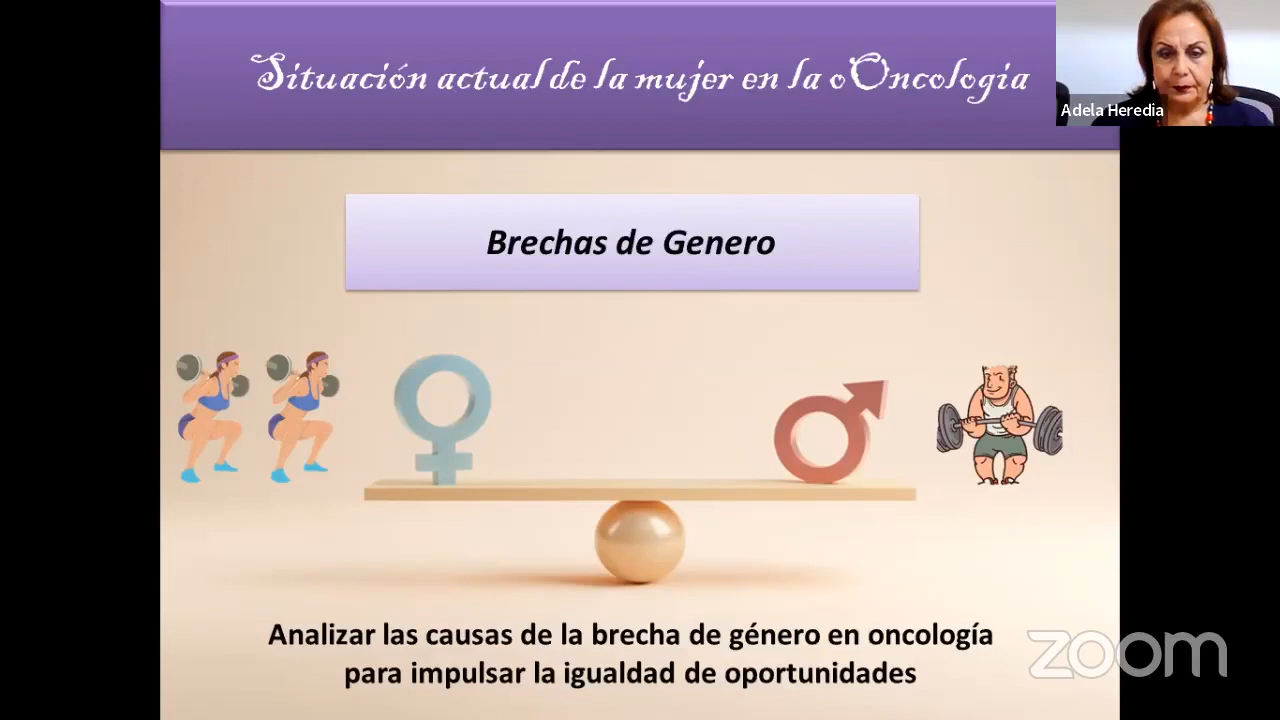 Situación actual de la mujer en la oOncologia
Adela Heredia
Brechas de Genero
Analizar las causas de la brecha de género en oncología
para impulsar la igualdad de oportunidades
zoom